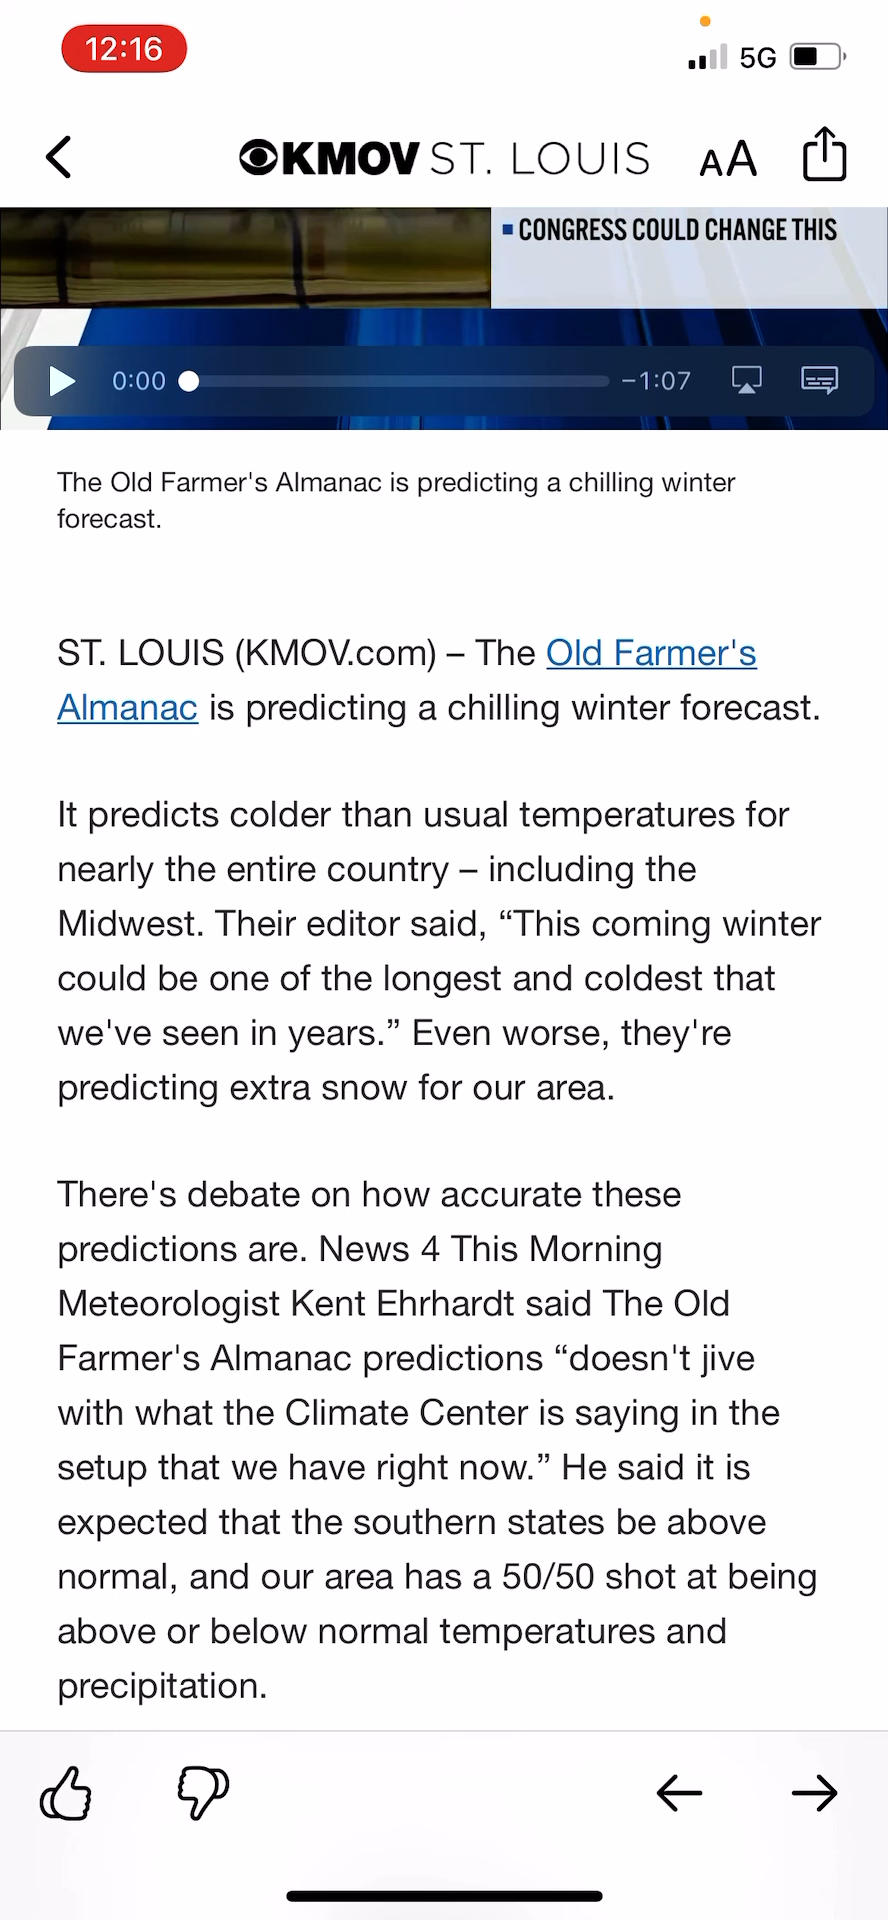 12:16
5G
KMOV ST. LOUIS
AA
CONGRESS COULD CHANGE THIS
0:00
−1:07
The Old Farmer's Almanac is predicting a chilling winter
forecast.
ST. LOUIS (KMOV.com) – The Old Farmer's
Almanac is predicting a chilling winter forecast.
It predicts colder than usual temperatures for
nearly the entire country – including the
Midwest. Their editor said, “This coming winter
could be one of the longest and coldest that
we've seen in years.” Even worse, they're
predicting extra snow for our area.
There's debate on how accurate these
predictions are. News 4 This Morning
Meteorologist Kent Ehrhardt said The Old
Farmer's Almanac predictions “doesn't jive
with what the Climate Center is saying in the
setup that we have right now.” He said it is
expected that the southern states be above
normal, and our area has a 50/50 shot at being
above or below normal temperatures and
precipitation.